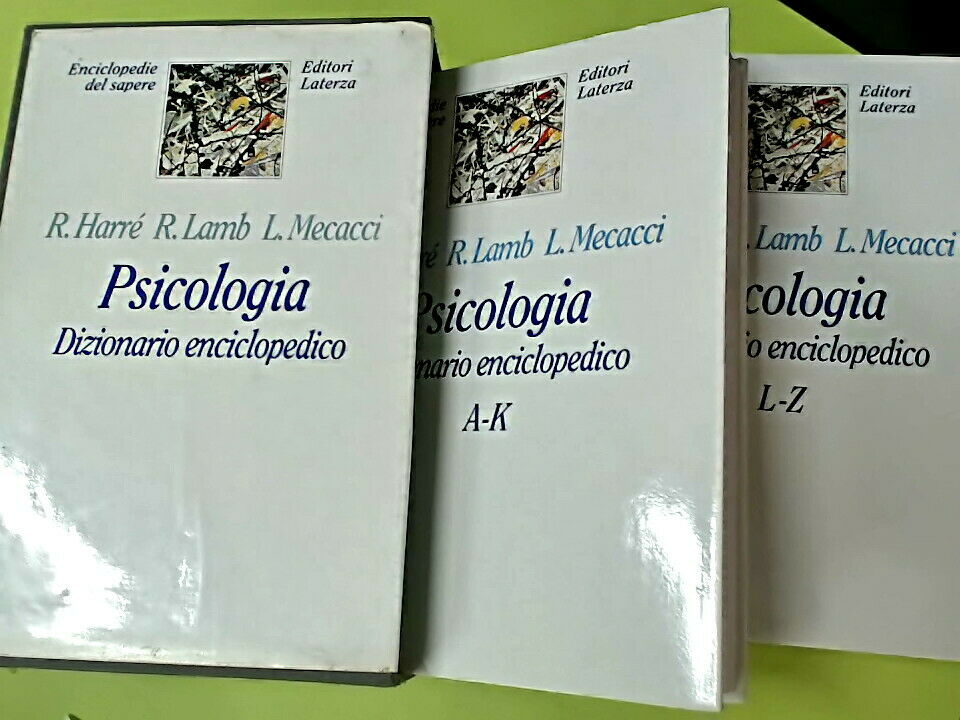 Enciclopedie
del sapere
Editori
Laterza
R. Harré R. Lamb L. Mecacci
Psicologia
Dizionario enciclopedico
Editori
Laterza
R. Lamb L. Mecacci
Psicologia
enciclopedico
A-K
Editori
Laterza
Lamb L. Mecacci
cologia
enciclopedico
L-Z